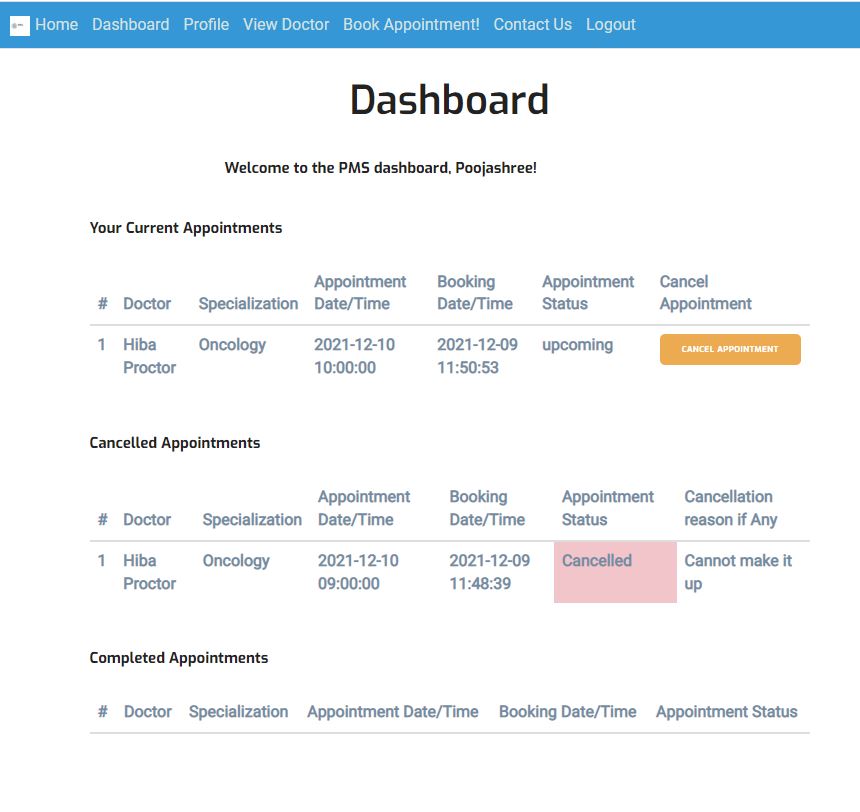 Home Dashboard Profile View Doctor Book Appointment! Contact Us Logout
Dashboard
Welcome to the PMS dashboard, Poojashree!
Your Current Appointments
# Doctor Specialization Appointment Date/Time Booking Date/Time Appointment Status Cancel Appointment
1 Hiba Proctor Oncology 2021-12-10 10:00:00 2021-12-09 11:50:53 upcoming CANCEL APPOINTMENT
Cancelled Appointments
# Doctor Specialization Appointment Date/Time Booking Date/Time Appointment Status Cancellation reason if Any
1 Hiba Proctor Oncology 2021-12-10 09:00:00 2021-12-09 11:48:39 Cancelled Cannot make it up
Completed Appointments
# Doctor Specialization Appointment Date/Time Booking Date/Time Appointment Status